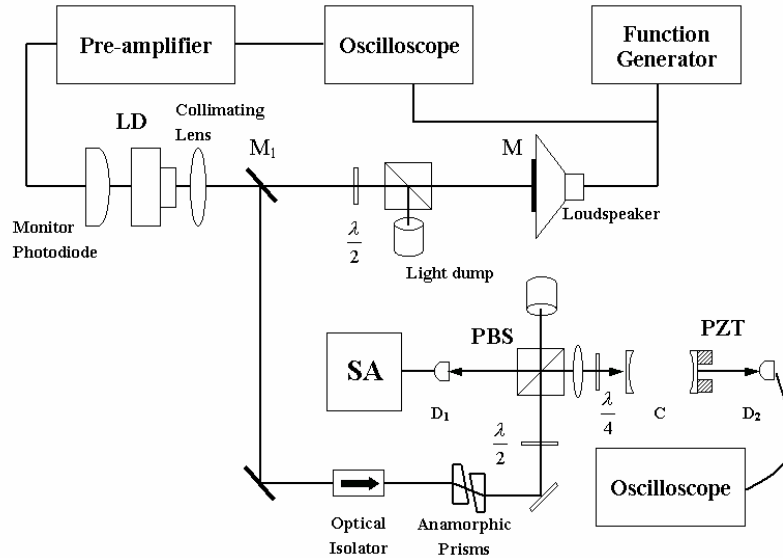 Pre-amplifier
Oscilloscope
Function
Generator
LD
Collimating
Lens
M₁
M
Monitor
Photodiode
λ/2
Light dump
Loudspeaker
PBS
PZT
SA
D₁
λ/4
C
D₂
λ/2
Oscilloscope
Optical
Isolator
Anamorphic
Prisms